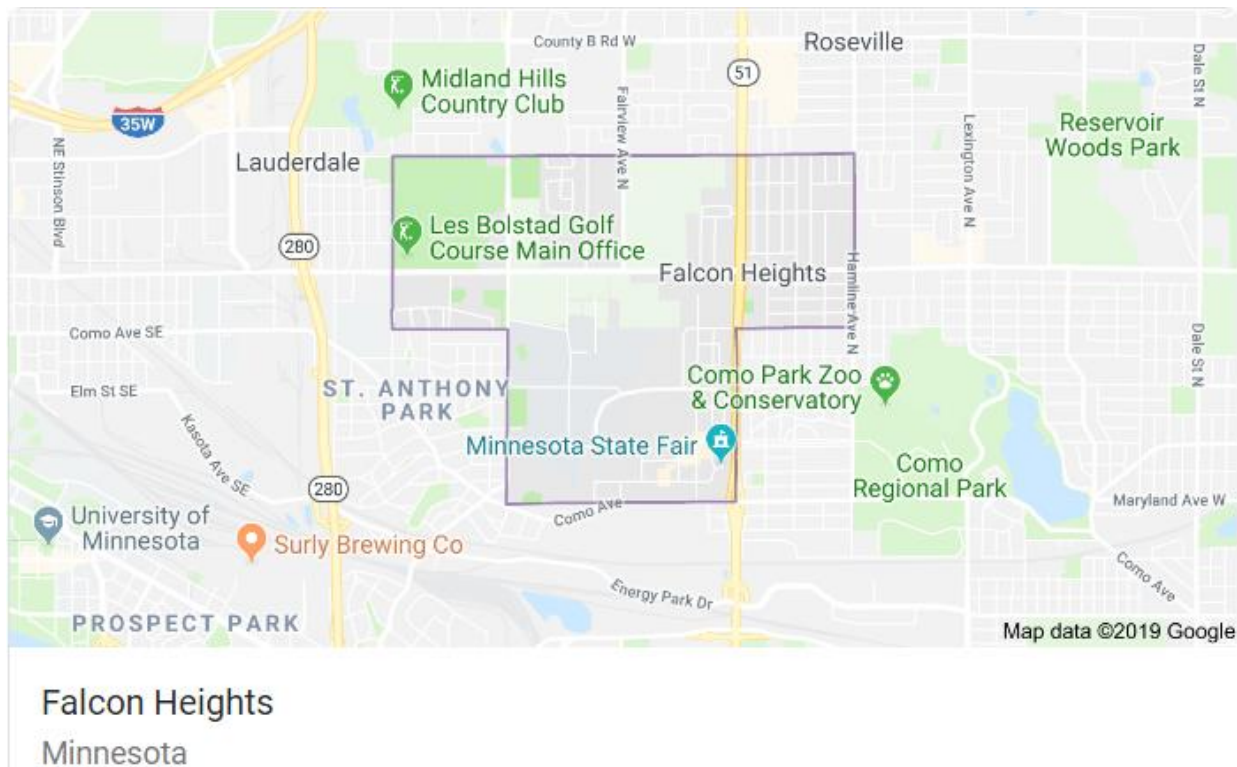 County B Rd W
Roseville
51
Dale St N
Midland Hills
Country Club
Fairview Ave N
35W
NE Stinson Blvd
Lauderdale
Lexington Ave N
Reservoir
Woods Park
280
Les Bolstad Golf
Course Main Office
Falcon Heights
Hamline Ave N
Como Ave SE
Elm St SE
ST. ANTHONY
PARK
Como Park Zoo
& Conservatory
Dale St N
Kasota Ave SE
Minnesota State Fair
Como
Regional Park
280
Como Ave
Maryland Ave W
University of
Minnesota
Surly Brewing Co
Como Ave
Energy Park Dr
PROSPECT PARK
Map data ©2019 Google
Falcon Heights
Minnesota